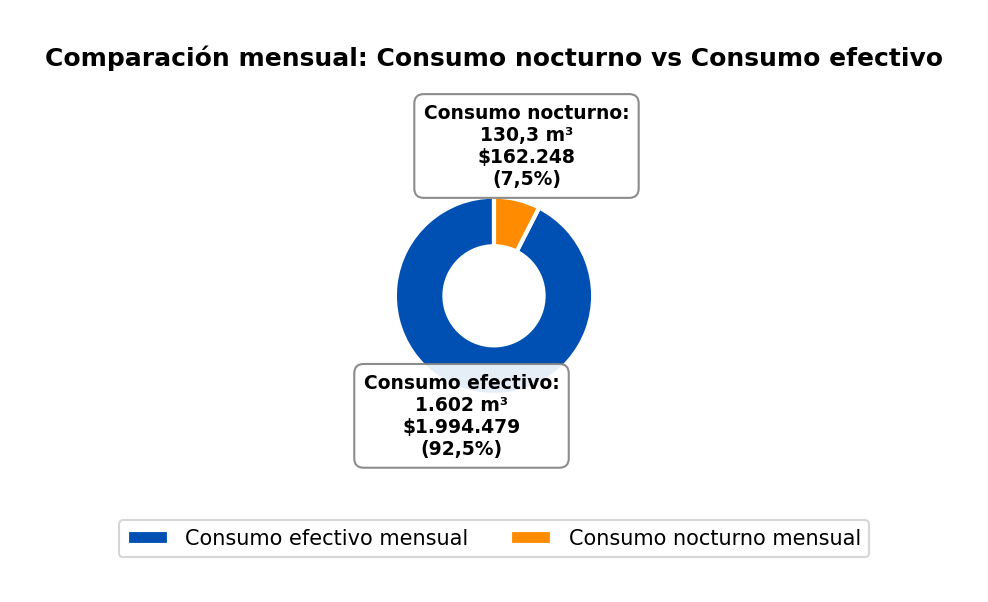 Comparación mensual: Consumo nocturno vs Consumo efectivo
Consumo nocturno:
130,3 m³
$162.248
(7,5%)
Consumo efectivo:
1.602 m³
$1.994.479
(92,5%)
Consumo efectivo mensual
Consumo nocturno mensual